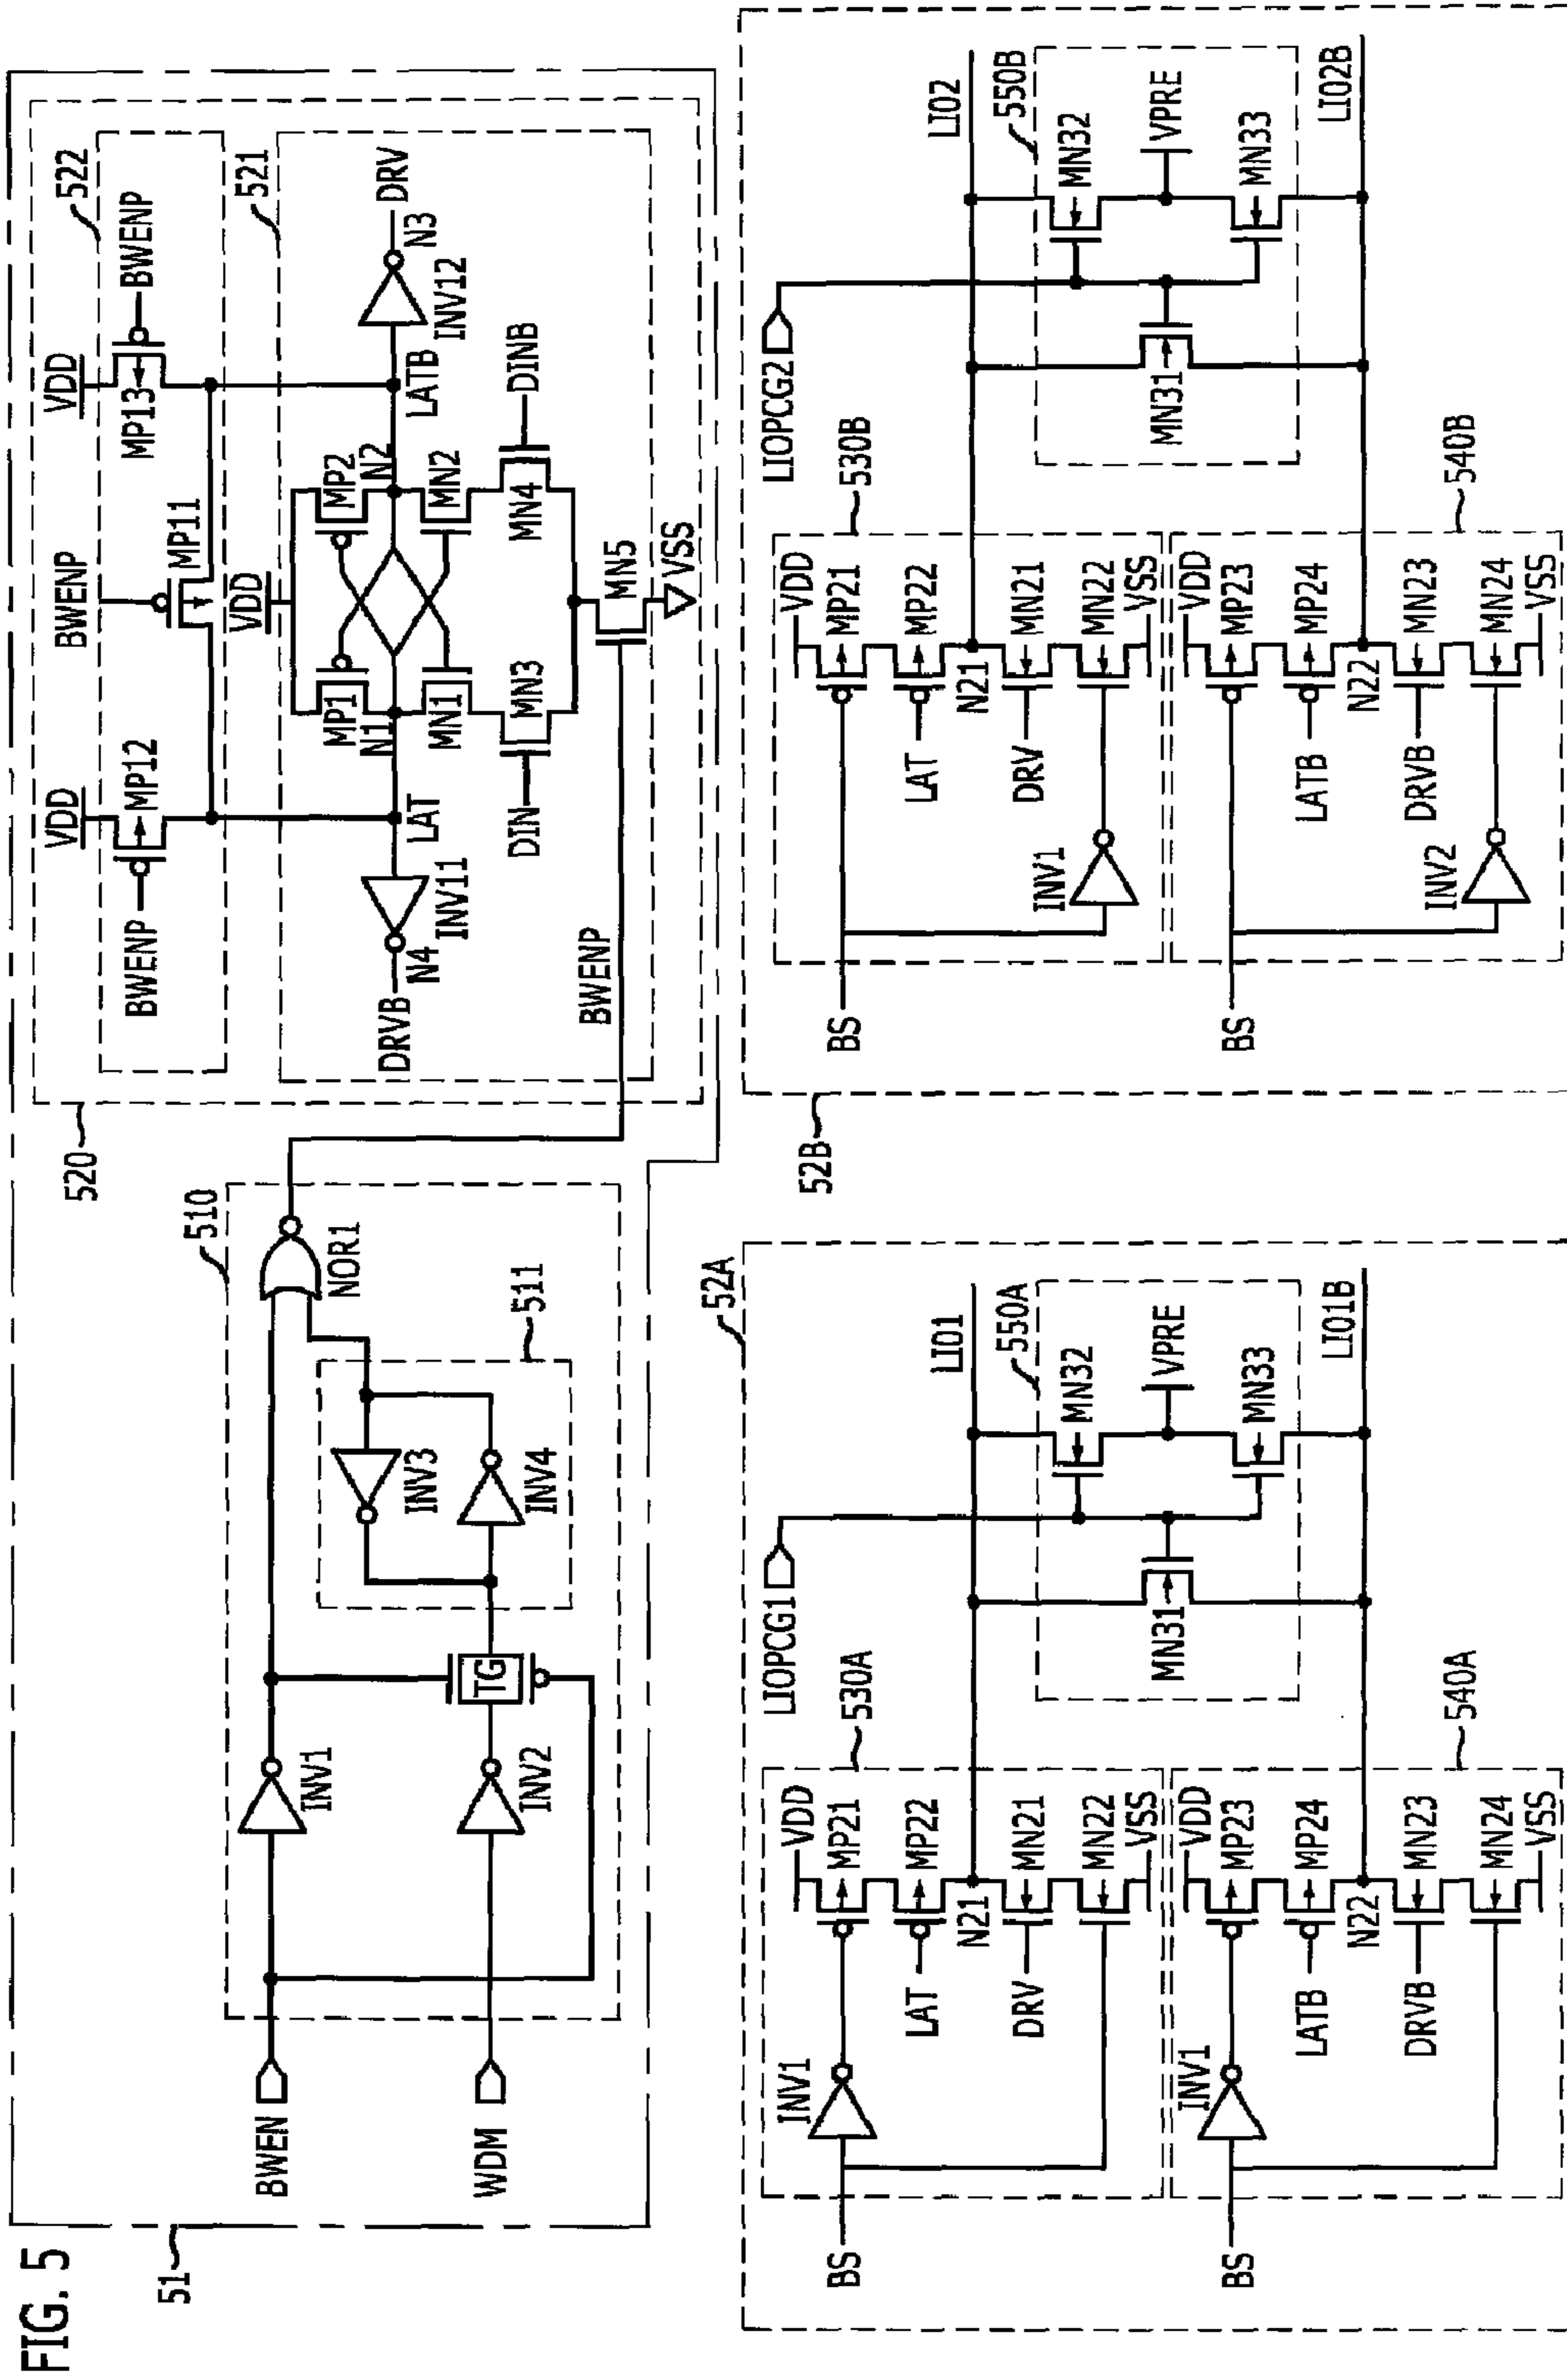 FIG. 5
51
520
522
BWENP
VDD
MP12
BWENP
MP11
VDD
MP13
BWENP
521
VDD
MP1
MP2
N1
N2
LAT
LATB
DRVB
N4
INV11
MN1
MN2
INV12
N3
DRV
DIN
MN3
MN4
DINB
BWENP
MN5
VSS
510
BWEN
INV1
NOR1
511
INV3
WDM
INV2
TG
INV4
52A
LIOPCG1
530A
VDD
MP21
INV1
LIO1
BS
LAT
MP22
550A
N21
MN32
DRV
MN21
MN31
VPRE
MN22
VSS
MN33
540A
VDD
MP23
INV1
BS
LATB
MP24
N22
LIO1B
DRVB
MN23
MN24
VSS
52B
LIOPCG2
530B
VDD
MP21
LIO2
BS
LAT
MP22
550B
N21
MN32
DRV
MN21
MN31
VPRE
INV1
MN22
VSS
MN33
540B
VDD
MP23
BS
LATB
MP24
N22
LIO2B
DRVB
MN23
INV2
MN24
VSS